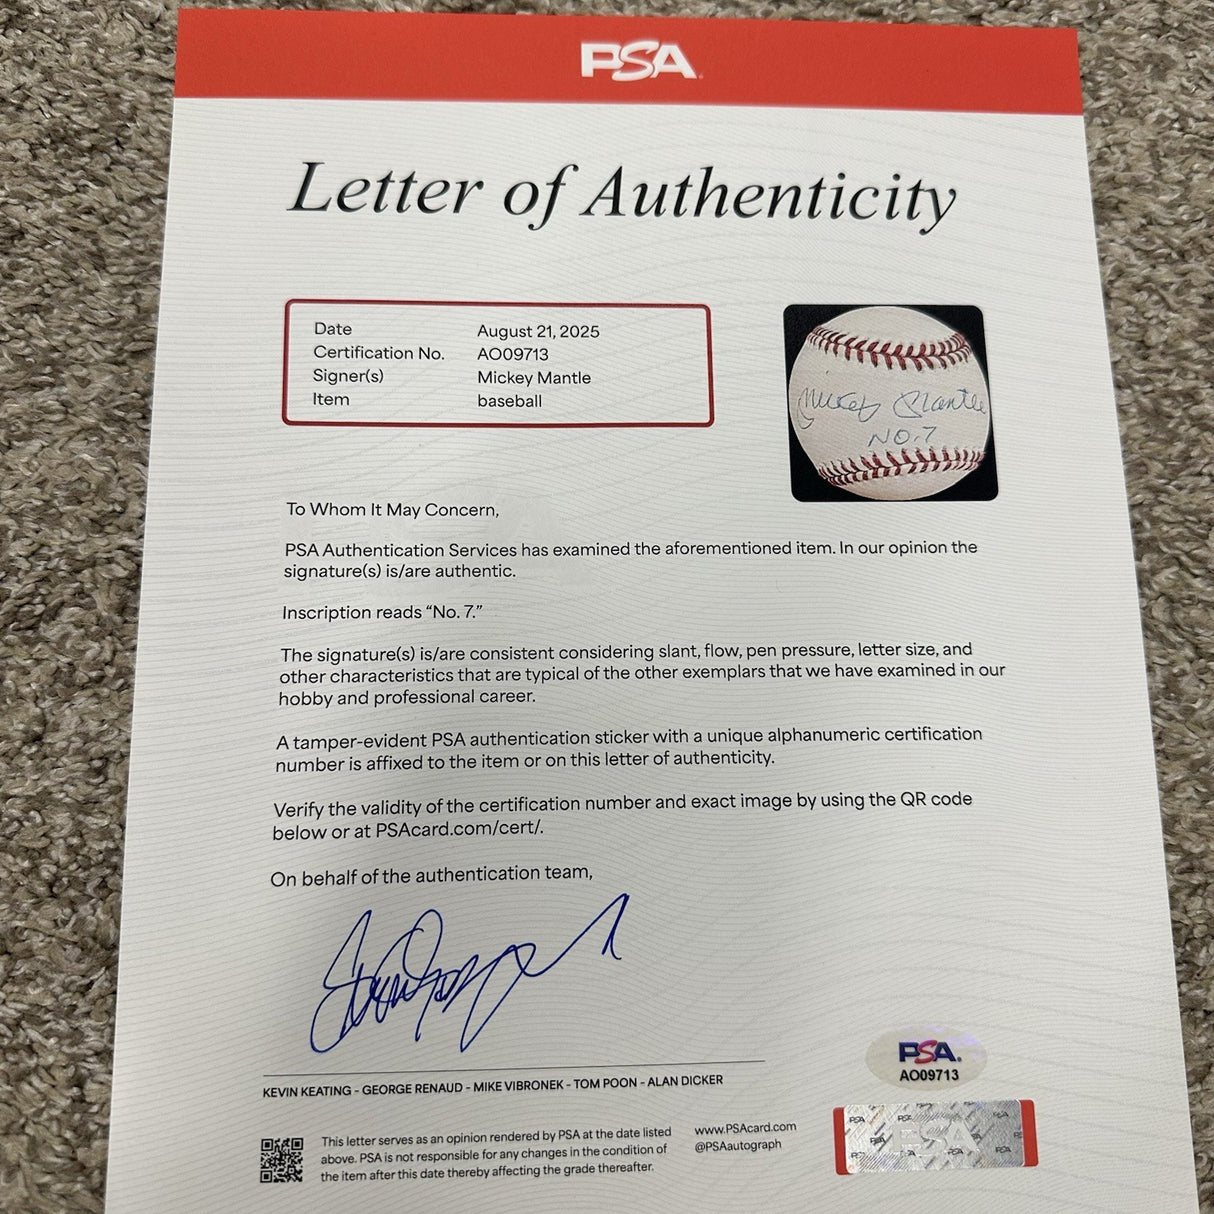 PSA
Letter of Authenticity
Date August 21, 2025
Certification No. AO09713
Signer(s) Mickey Mantle
Item baseball
Mickey Mantle
NO. 7
To Whom It May Concern,
PSA Authentication Services has examined the aforementioned item. In our opinion the
signature(s) is/are authentic.
Inscription reads “No. 7.”
The signature(s) is/are consistent considering slant, flow, pen pressure, letter size, and
other characteristics that are typical of the other exemplars that we have examined in our
hobby and professional career.
A tamper-evident PSA authentication sticker with a unique alphanumeric certification
number is affixed to the item or on this letter of authenticity.
Verify the validity of the certification number and exact image by using the QR code
below or at PSAcard.com/cert/.
On behalf of the authentication team,
KEVIN KEATING - GEORGE RENAUD - MIKE VIBRONEK - TOM POON - ALAN DICKER
This letter serves as an opinion rendered by PSA at the date listed
above. PSA is not responsible for any changes in the condition of
the item after this date thereby affecting the grade thereafter.
www.PSAcard.com
@PSAautograph
PSA.
AO09713
PSA